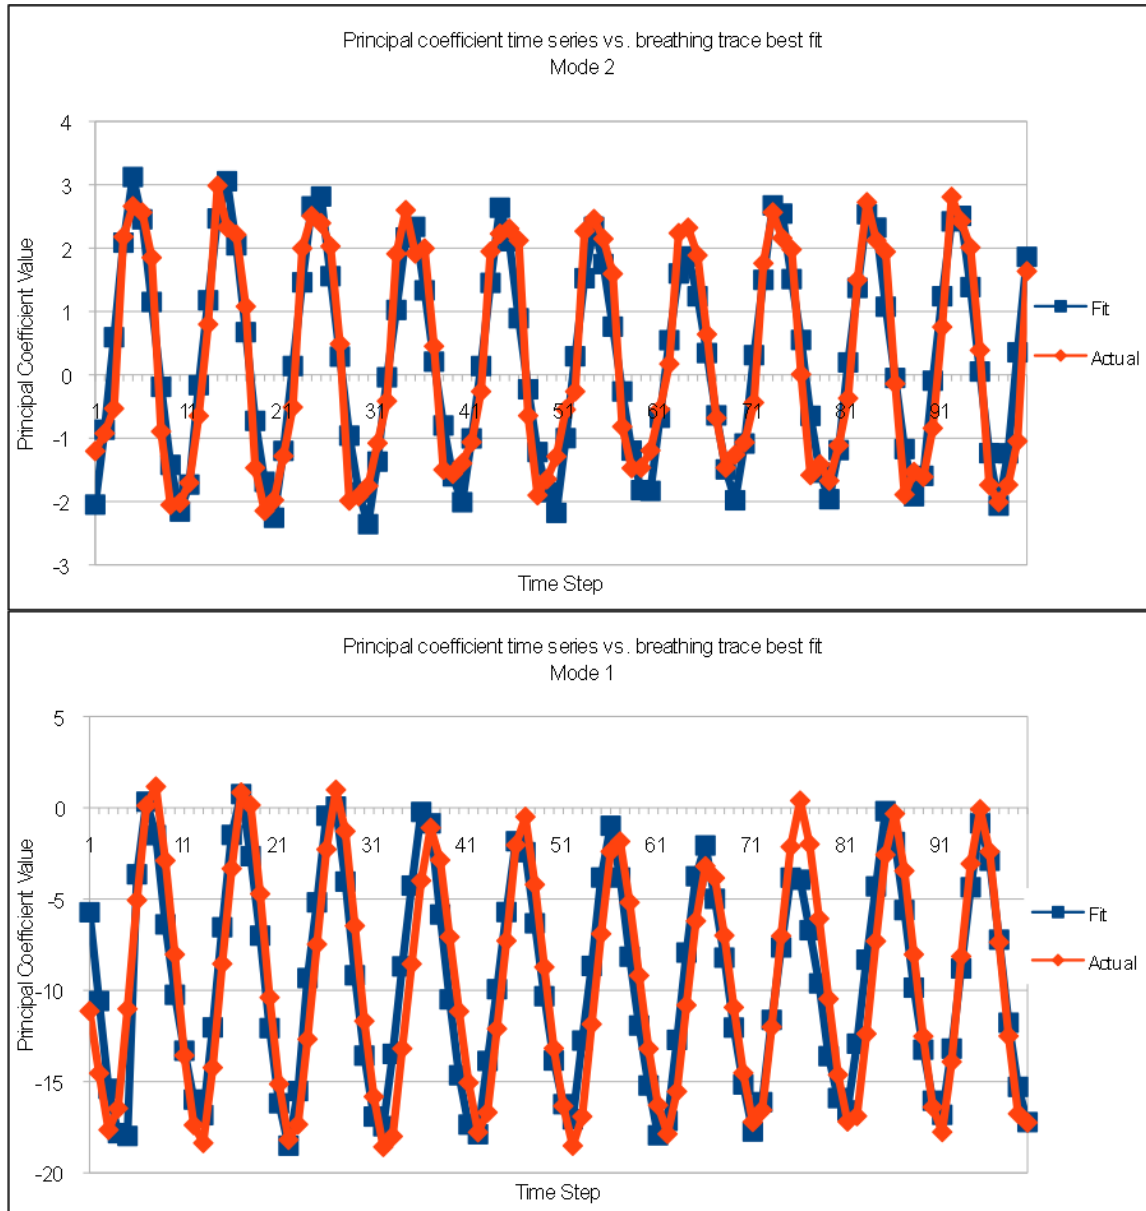 Principal coefficient time series vs. breathing trace best fit
Mode 2
4
3
2
1
0
-1
-2
-3
Principal Coefficient Value
1 11 21 31 41 51 61 71 81 91
Time Step
Fit
Actual
Principal coefficient time series vs. breathing trace best fit
Mode 1
5
0
-5
-10
-15
-20
Principal Coefficient Value
1 11 21 31 41 51 61 71 81 91
Time Step
Fit
Actual